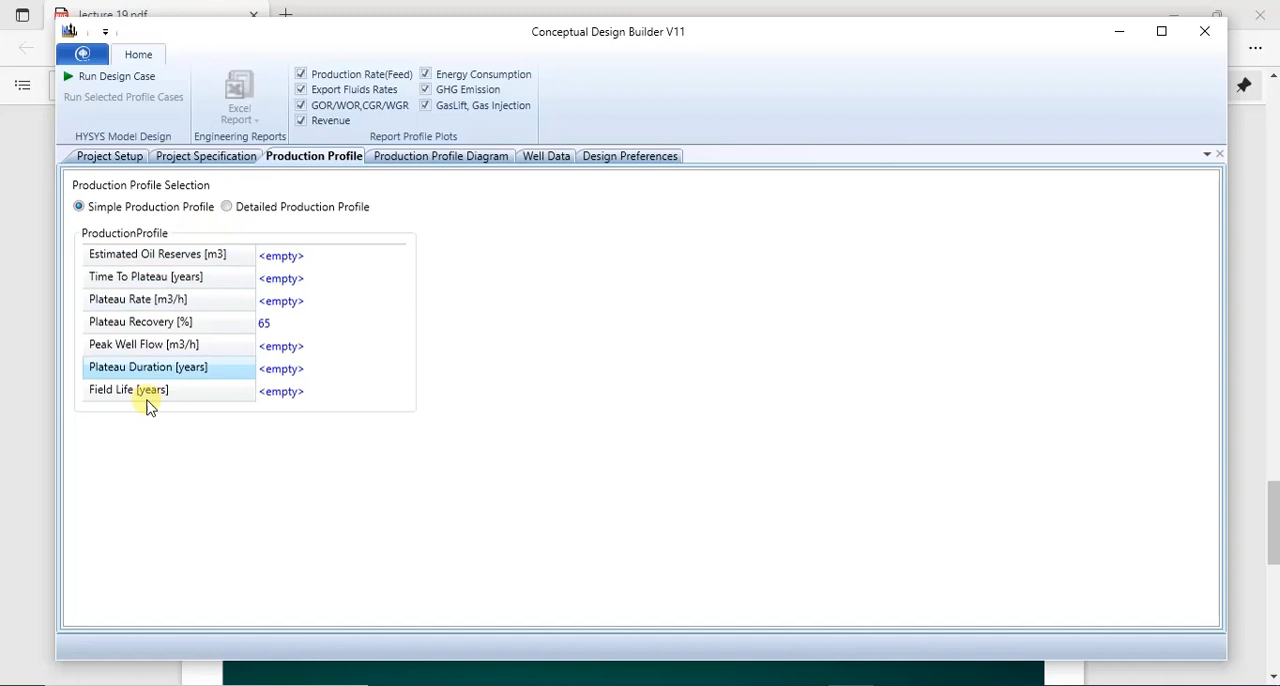 lecture 19.pdf
Conceptual Design Builder V11
Home
Run Design Case
Run Selected Profile Cases
HYSYS Model Design
Excel
Report
Engineering Reports
Production Rate(Feed)
Export Fluids Rates
GOR/WOR,CGR/WGR
Revenue
Energy Consumption
GHG Emission
GasLift, Gas Injection
Report Profile Plots
Project Setup
Project Specification
Production Profile
Production Profile Diagram
Well Data
Design Preferences
Production Profile Selection
Simple Production Profile
Detailed Production Profile
ProductionProfile
Estimated Oil Reserves [m3] <empty>
Time To Plateau [years] <empty>
Plateau Rate [m3/h] <empty>
Plateau Recovery [%] 65
Peak Well Flow [m3/h] <empty>
Plateau Duration [years] <empty>
Field Life [years] <empty>